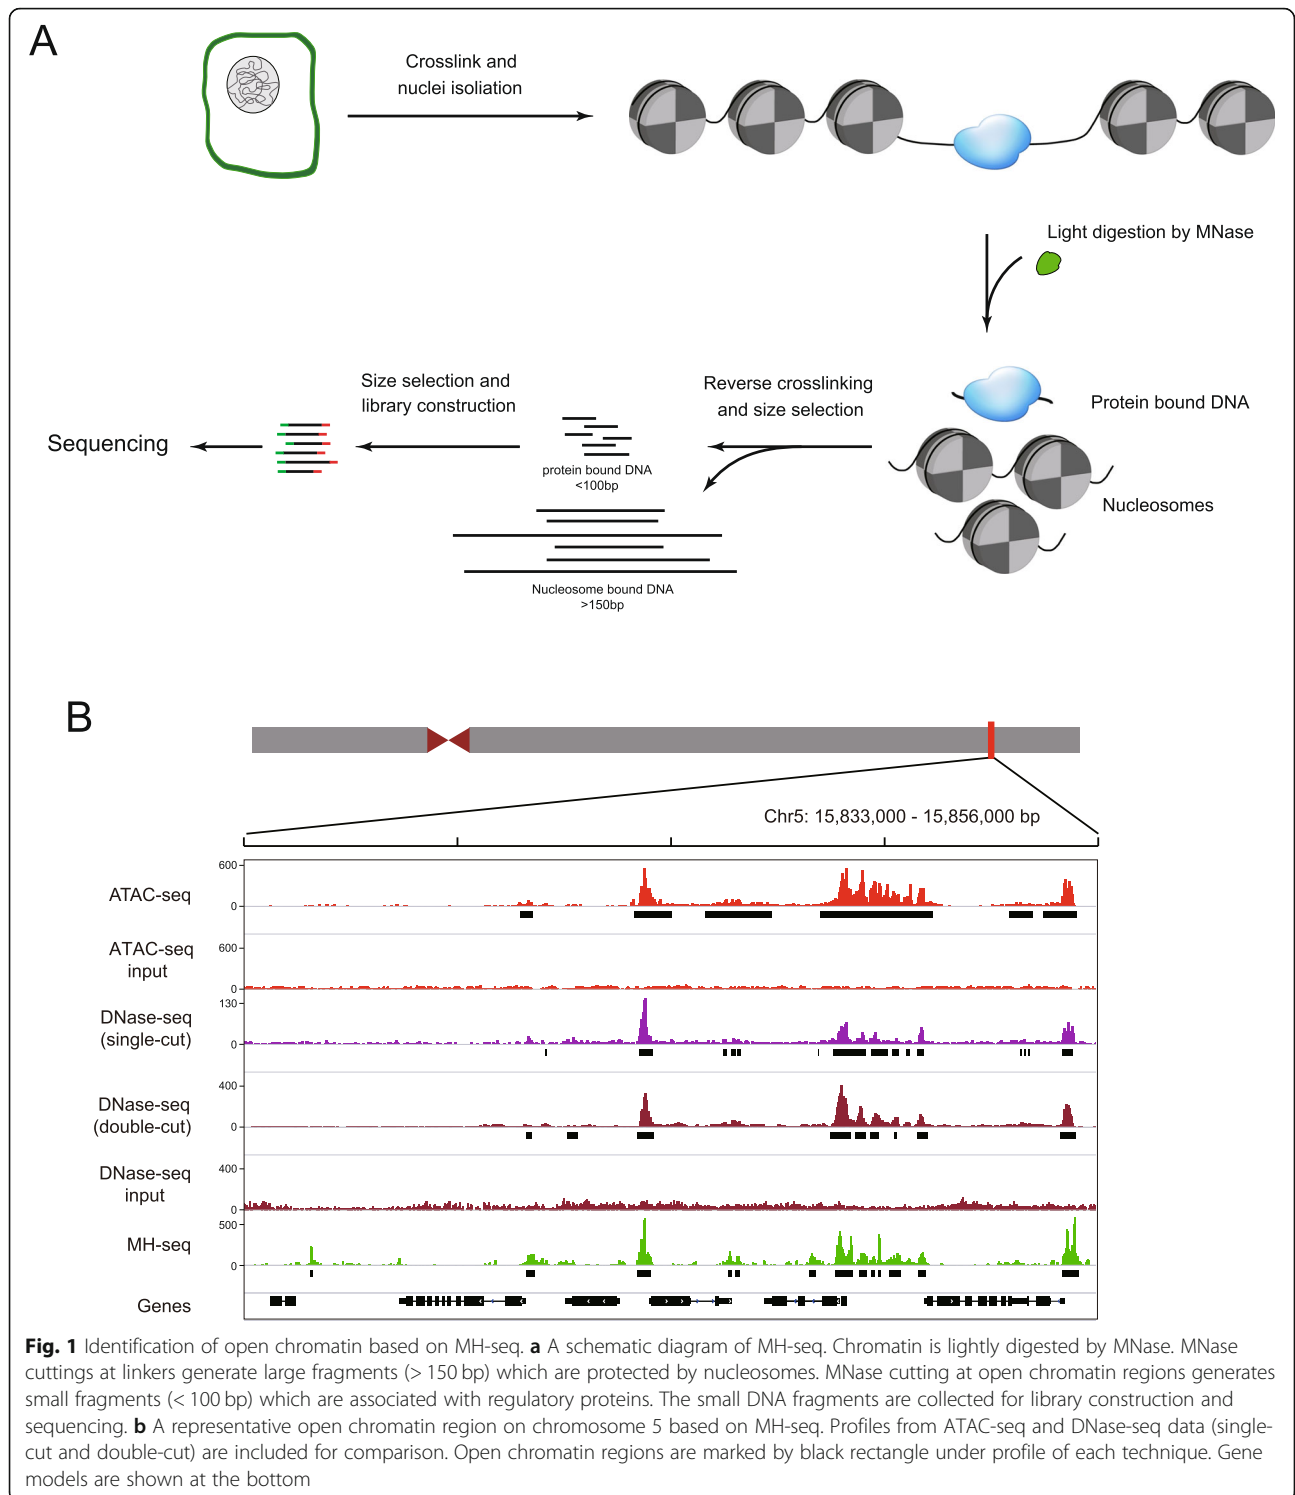 A
Crosslink and
nuclei isoliation
Light digestion by MNase
Size selection and
library construction
Reverse crosslinking
and size selection
Protein bound DNA
Sequencing
protein bound DNA
<100bp
Nucleosomes
Nucleosome bound DNA
>150bp
B
Chr5: 15,833,000 - 15,856,000 bp
600
ATAC-seq
0
ATAC-seq
input
600
0
DNase-seq
(single-cut)
130
0
DNase-seq
(double-cut)
400
0
DNase-seq
input
400
0
MH-seq
500
0
Genes
Fig. 1 Identification of open chromatin based on MH-seq. a A schematic diagram of MH-seq. Chromatin is lightly digested by MNase. MNase
cuttings at linkers generate large fragments (> 150 bp) which are protected by nucleosomes. MNase cutting at open chromatin regions generates
small fragments (< 100 bp) which are associated with regulatory proteins. The small DNA fragments are collected for library construction and
sequencing. b A representative open chromatin region on chromosome 5 based on MH-seq. Profiles from ATAC-seq and DNase-seq data (single-
cut and double-cut) are included for comparison. Open chromatin regions are marked by black rectangle under profile of each technique. Gene
models are shown at the bottom